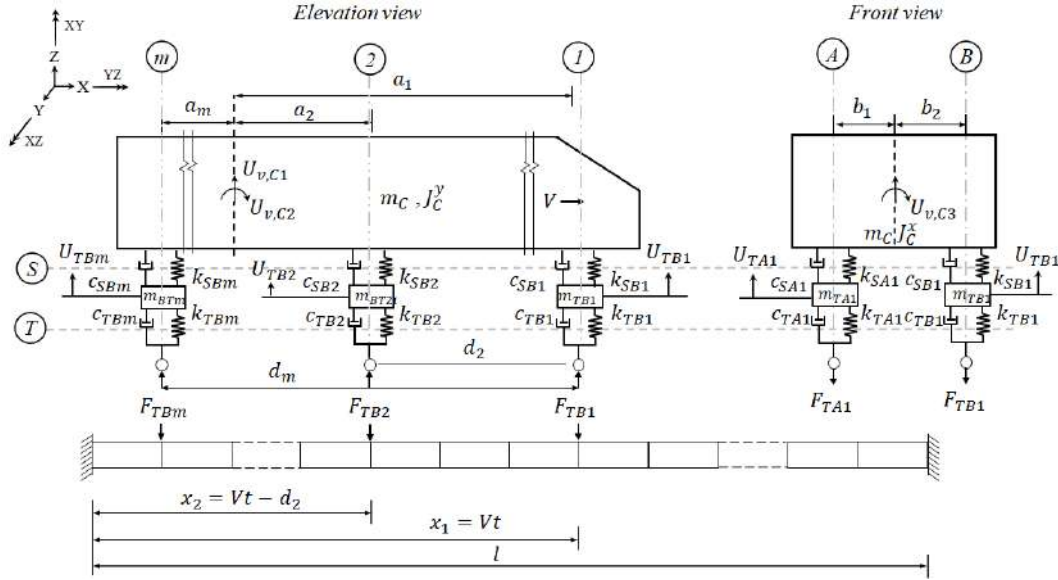 Elevation view
Front view
XY
Z
X
YZ
Y
XZ
m
2
1
A
B
a_1
a_m
a_2
b_1
b_2
U_{v,C1}
U_{v,C2}
m_C , J_C^y
V
U_{v,C3}
m_C J_C^x
S
U_{TBm}
c_{SBm}
k_{SBm}
m_{BTm}
U_{TB2}
c_{SB2}
k_{SB2}
m_{BT2}
c_{SB1}
k_{SB1}
m_{TB1}
U_{TB1}
U_{TA1}
c_{SA1}
k_{SA1}
m_{TA1}
c_{SB1}
k_{SB1}
m_{TB1}
U_{TB1}
T
c_{TBm}
k_{TBm}
c_{TB2}
k_{TB2}
c_{TB1}
k_{TB1}
c_{TA1}
k_{TA1}
c_{TB1}
k_{TB1}
d_2
d_m
F_{TBm}
F_{TB2}
F_{TB1}
F_{TA1}
F_{TB1}
x_2 = Vt − d_2
x_1 = Vt
l